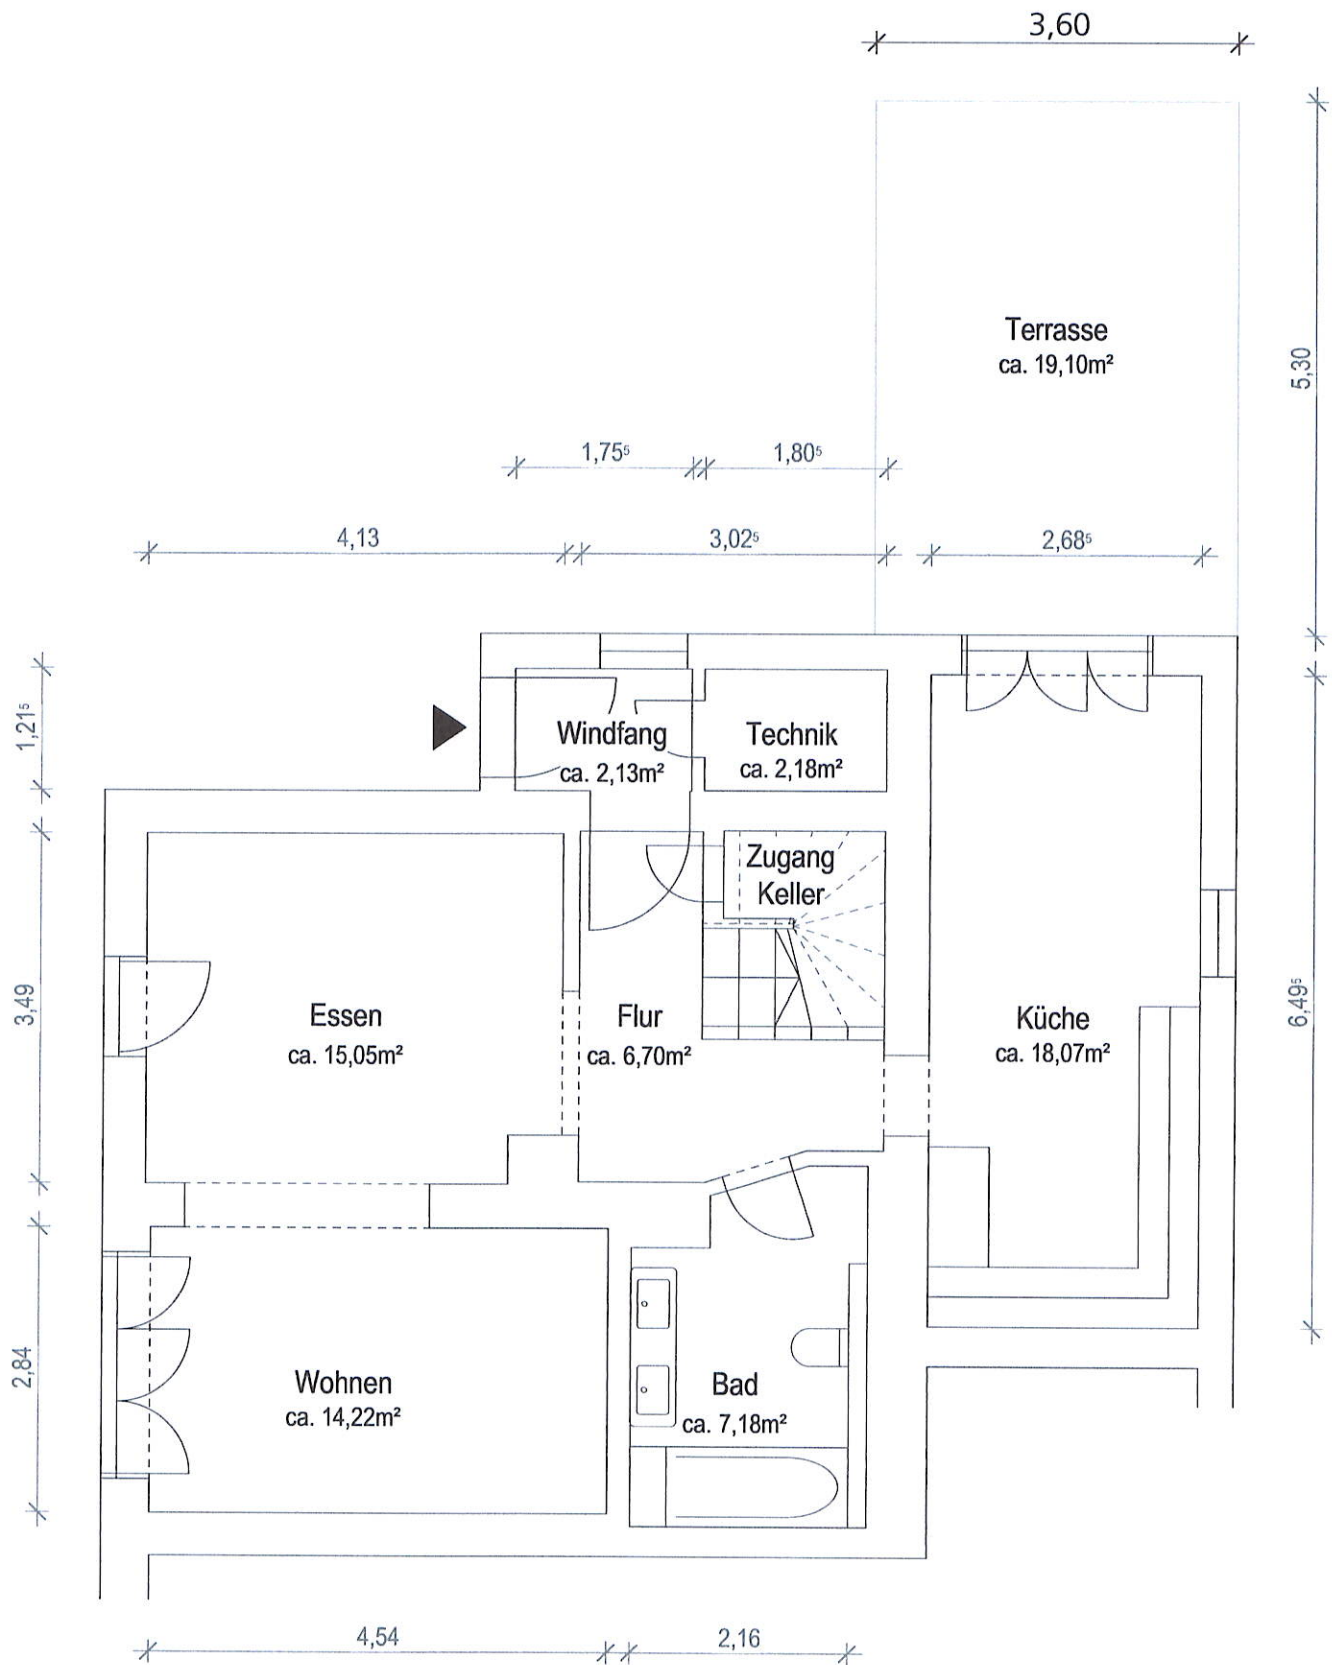 3,60
Terrasse
ca. 19,10m²
5,30
1,75⁵
1,80⁵
4,13
3,02⁵
2,68⁵
1,21⁵
Windfang
ca. 2,13m²
Technik
ca. 2,18m²
Zugang
Keller
3,49
Essen
ca. 15,05m²
Flur
ca. 6,70m²
Küche
ca. 18,07m²
6,49⁵
2,84
Wohnen
ca. 14,22m²
Bad
ca. 7,18m²
4,54
2,16